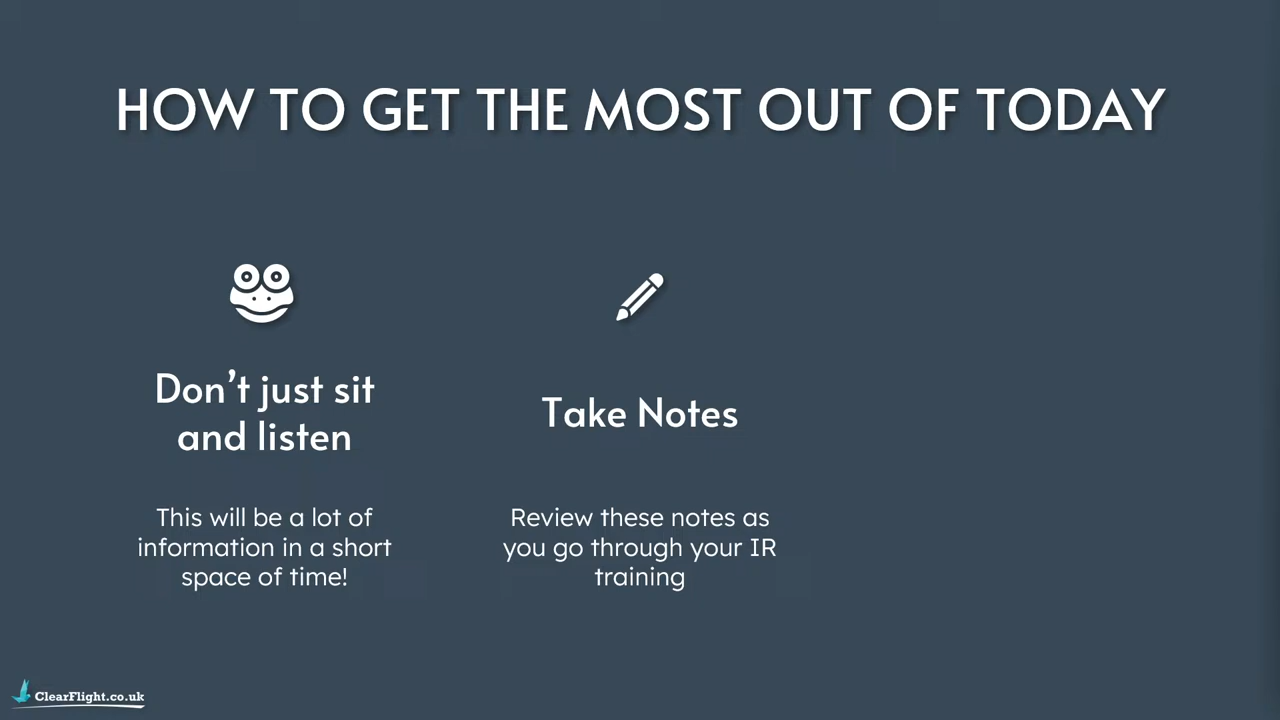 HOW TO GET THE MOST OUT OF TODAY
Don’t just sit
and listen
This will be a lot of
information in a short
space of time!
Take Notes
Review these notes as
you go through your IR
training
ClearFlight.co.uk